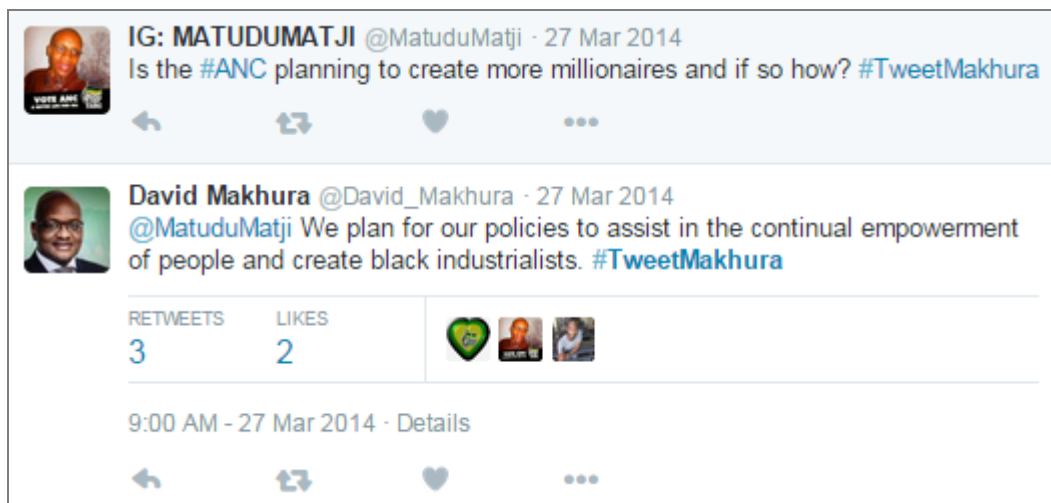 IG: MATUDUMATJI @MatuduMatji · 27 Mar 2014
Is the #ANC planning to create more millionaires and if so how? #TweetMakhura
VOTE ANC
David Makhura @David_Makhura · 27 Mar 2014
@MatuduMatji We plan for our policies to assist in the continual empowerment
of people and create black industrialists. #TweetMakhura
RETWEETS LIKES
3 2
9:00 AM - 27 Mar 2014 · Details